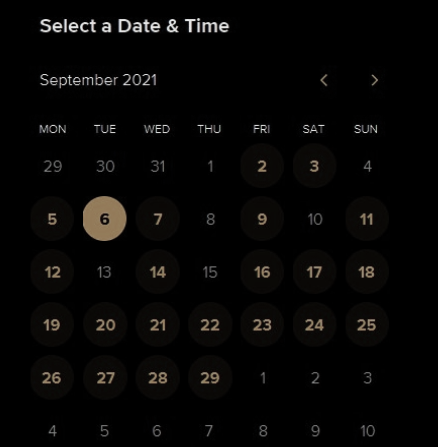 Select a Date & Time
September 2021
MON TUE WED THU FRI SAT SUN
29 30 31 1 2 3 4
5 6 7 8 9 10 11
12 13 14 15 16 17 18
19 20 21 22 23 24 25
26 27 28 29 1 2 3
4 5 6 7 8 9 10